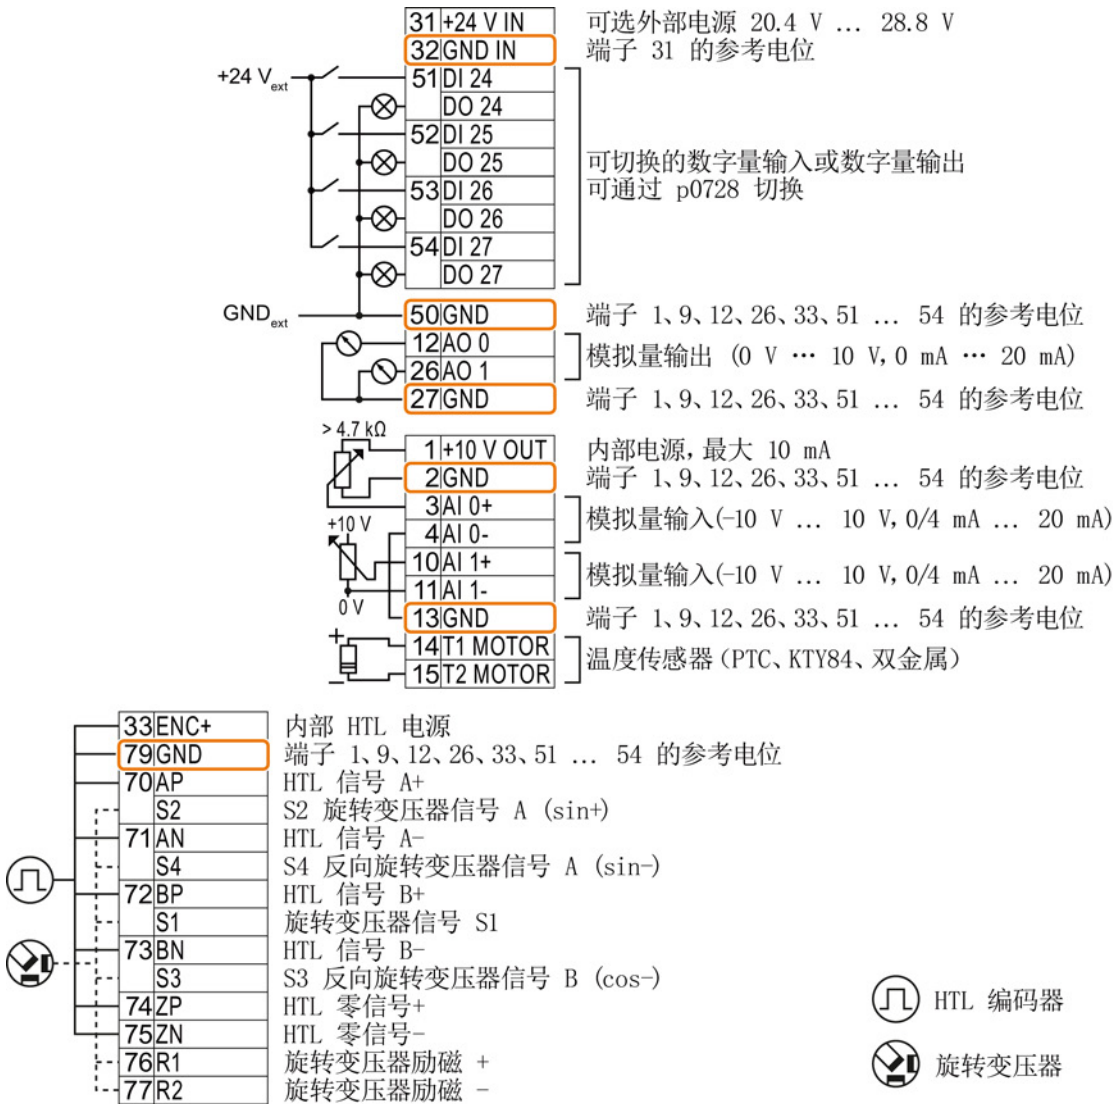 31 +24 V IN 可选外部电源 20.4 V ... 28.8 V
32 GND IN 端子 31 的参考电位
+24 Vext 51 DI 24
DO 24
52 DI 25
DO 25 可切换的数字量输入或数字量输出
53 DI 26 可通过 p0728 切换
DO 26
54 DI 27
DO 27
GNDext 50 GND 端子 1、9、12、26、33、51 ... 54 的参考电位
12 AO 0
模拟量输出 (0 V ⋯ 10 V, 0 mA ⋯ 20 mA)
26 AO 1
27 GND 端子 1、9、12、26、33、51 ... 54 的参考电位
> 4.7 kΩ
1 +10 V OUT 内部电源, 最大 10 mA
2 GND 端子 1、9、12、26、33、51 ... 54 的参考电位
3 AI 0+
模拟量输入(-10 V ... 10 V, 0/4 mA ... 20 mA)
+10 V
4 AI 0-
10 AI 1+
模拟量输入(-10 V ... 10 V, 0/4 mA ... 20 mA)
11 AI 1-
0 V
13 GND 端子 1、9、12、26、33、51 ... 54 的参考电位
+
14 T1 MOTOR
温度传感器 (PTC、KTY84、双金属)
15 T2 MOTOR
−
33 ENC+ 内部 HTL 电源
79 GND 端子 1、9、12、26、33、51 ... 54 的参考电位
70 AP HTL 信号 A+
S2 S2 旋转变压器信号 A (sin+)
71 AN HTL 信号 A-
S4 S4 反向旋转变压器信号 A (sin-)
72 BP HTL 信号 B+
S1 旋转变压器信号 S1
73 BN HTL 信号 B-
S3 S3 反向旋转变压器信号 B (cos-)
74 ZP HTL 零信号+
75 ZN HTL 零信号-
76 R1 旋转变压器励磁 +
77 R2 旋转变压器励磁 -
HTL 编码器
旋转变压器